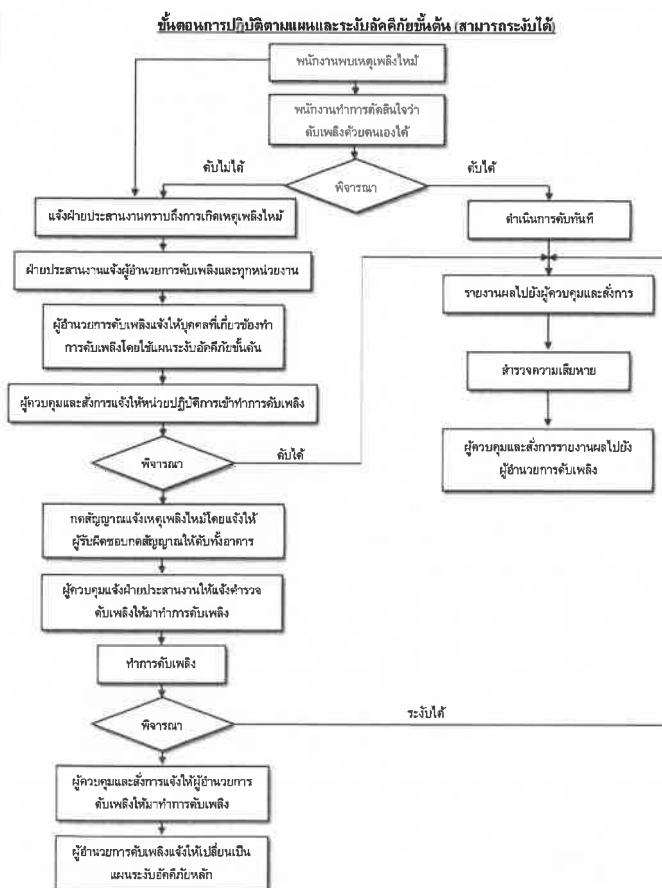 ขั้นตอนการปฏิบัติตามแผนและระงับอัคคีภัยขั้นต้น (สามารถระงับได้)
พนักงานพบเหตุเพลิงไหม้
พนักงานทำการตัดสินใจว่า
ดับเพลิงด้วยตนเองได้
ดับไม่ได้
พิจารณา
ดับได้
แจ้งฝ่ายประสานงานทราบถึงการเกิดเหตุเพลิงไหม้
ดำเนินการดับทันที
ฝ่ายประสานงานแจ้งผู้อำนวยการดับเพลิงและทุกหน่วยงาน
รายงานผลไปยังผู้ควบคุมและสั่งการ
ผู้อำนวยการดับเพลิงแจ้งให้บุคคลที่เกี่ยวข้องทำ
การดับเพลิงโดยใช้แผนระงับอัคคีภัยขั้นต้น
สำรวจความเสียหาย
ผู้ควบคุมและสั่งการแจ้งให้หน่วยปฏิบัติการเข้าทำการดับเพลิง
ผู้ควบคุมและสั่งการรายงานผลไปยัง
ผู้อำนวยการดับเพลิง
พิจารณา
ดับได้
กดสัญญาณแจ้งเหตุเพลิงไหม้โดยแจ้งให้
ผู้รับผิดชอบกดสัญญาณให้ดับทั้งอาคาร
ผู้ควบคุมแจ้งฝ่ายประสานงานให้แจ้งตำรวจ
ดับเพลิงให้มาทำการดับเพลิง
ทำการดับเพลิง
พิจารณา
ระงับได้
ผู้ควบคุมและสั่งการแจ้งให้ผู้อำนวยการ
ดับเพลิงให้มาทำการดับเพลิง
ผู้อำนวยการดับเพลิงแจ้งให้เปลี่ยนเป็น
แผนระงับอัคคีภัยหลัก